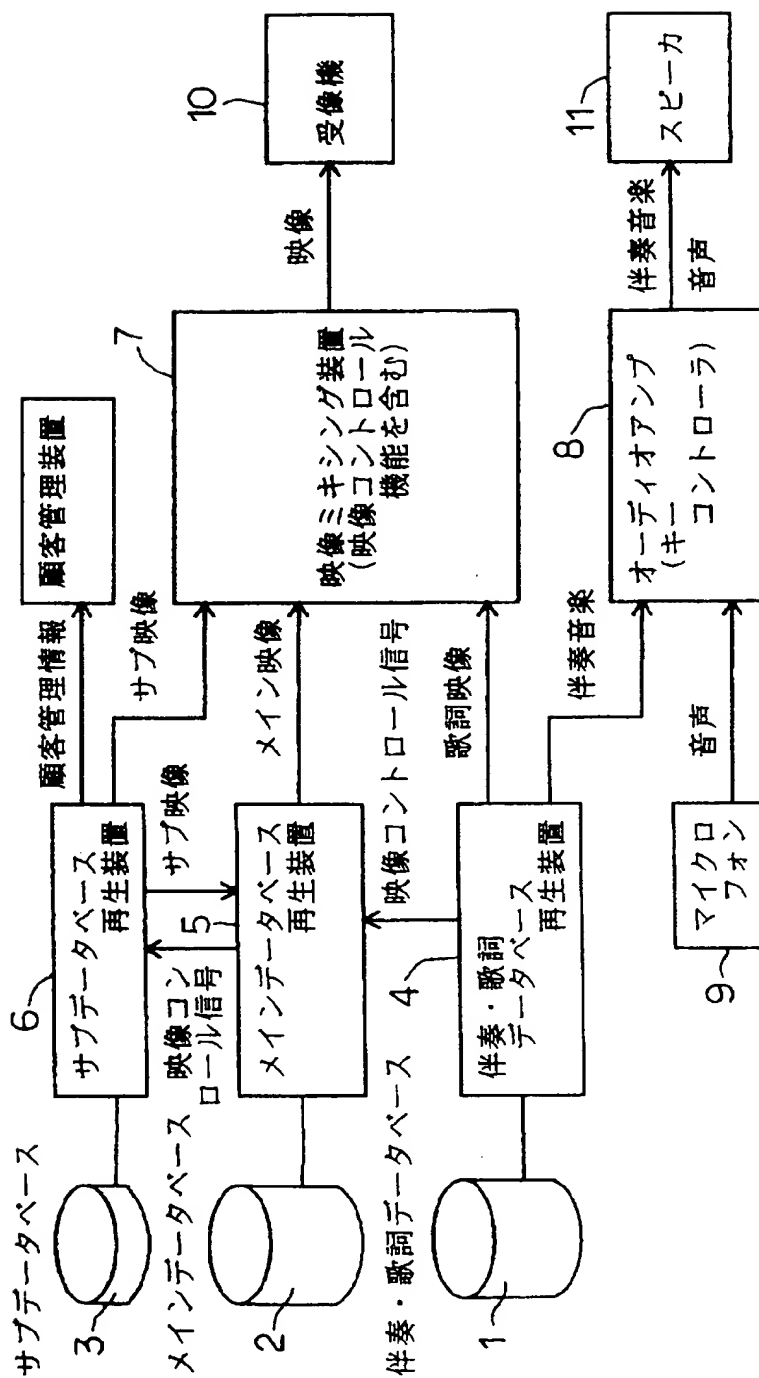 サブデータベース
3
6
サブデータベース
再生装置
顧客管理情報
顧客管理装置
サブ映像
サブ映像
映像コント
ロール信号
5
メインデータベース
2
メインデータベース
再生装置
メイン映像
映像コントロール信号
7
映像ミキシング装置
(映像コントロール
機能を含む)
映像
10
受像機
伴奏・歌詞データベース
1
4
伴奏・歌詞
データベース
再生装置
歌詞映像
伴奏音楽
9
マイクロ
フォン
音声
8
オーディオアンプ
(キー
コントローラ)
伴奏音楽
音声
11
スピーカ